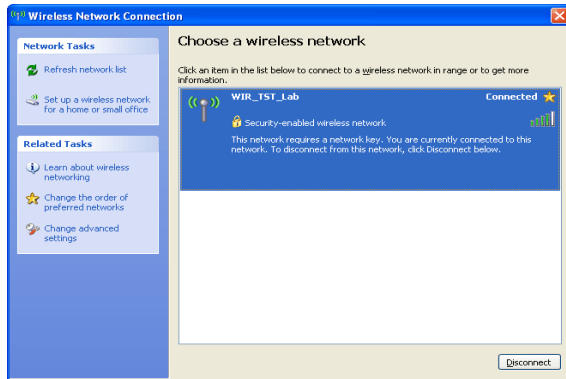 Wireless Network Connection
Choose a wireless network
Network Tasks
Refresh network list
Set up a wireless network
for a home or small office
Related Tasks
Learn about wireless
networking
Change the order of
preferred networks
Change advanced
settings
Click an item in the list below to connect to a wireless network in range or to get more
information.
WIR_TST_Lab Connected
Security-enabled wireless network
This network requires a network key. You are currently connected to this
network. To disconnect from this network, click Disconnect below.
Disconnect